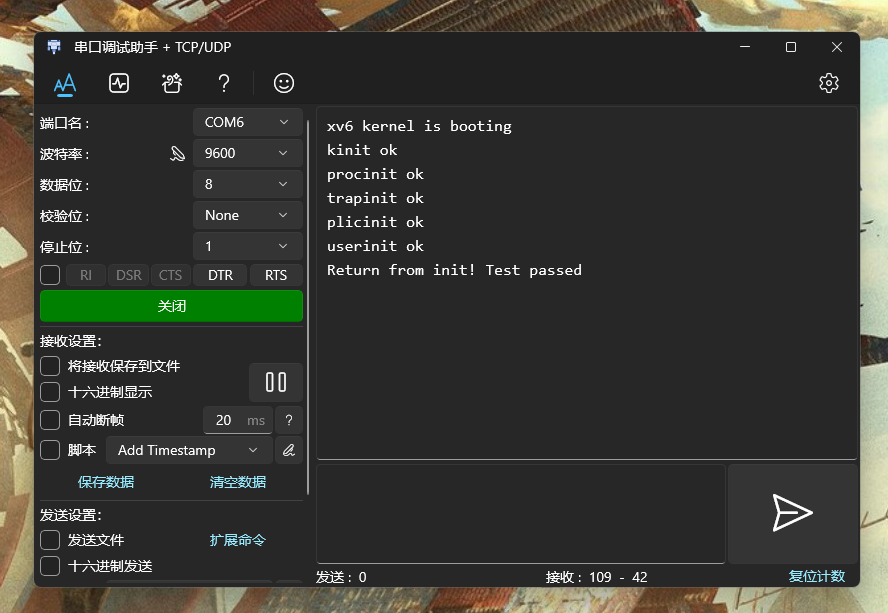 串口调试助手 + TCP/UDP
端口名:
COM6
波特率:
9600
数据位:
8
校验位:
None
停止位:
1
RI DSR CTS DTR RTS
关闭
接收设置:
将接收保存到文件
十六进制显示
自动断帧
20 ms ?
脚本
Add Timestamp
保存数据
清空数据
发送设置:
发送文件
扩展命令
十六进制发送
xv6 kernel is booting
kinit ok
procinit ok
trapinit ok
plicinit ok
userinit ok
Return from init! Test passed
发送: 0
接收: 109 - 42
复位计数